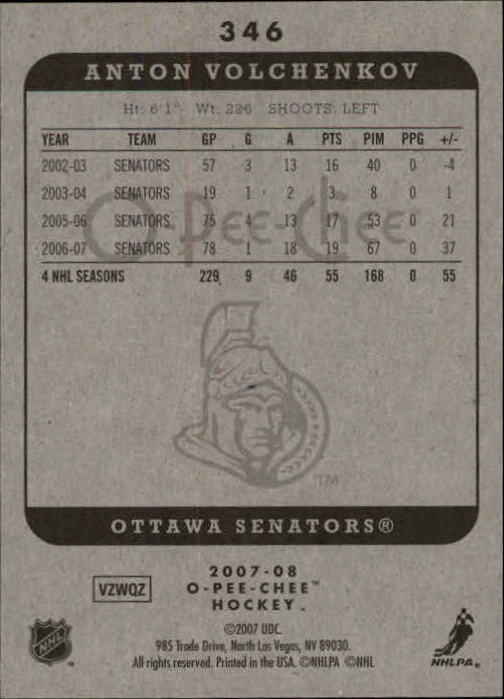 346
ANTON VOLCHENKOV
Ht: 6'1" Wt: 226 SHOOTS: LEFT
YEAR TEAM GP G A PTS PIM PPG +/-
2002-03 SENATORS 57 3 13 16 40 0 -4
2003-04 SENATORS 19 1 2 3 8 0 1
2005-06 SENATORS 75 4 13 17 53 0 21
2006-07 SENATORS 78 1 18 19 67 0 37
4 NHL SEASONS 229 9 46 55 168 0 55
O-Pee-Chee
TM
OTTAWA SENATORS®
2007-08
VZWQZ
O-PEE-CHEE™
HOCKEY
©2007 UDC.
985 Trade Drive, North Las Vegas, NV 89030.
All rights reserved. Printed in the USA. ©NHLPA ©NHL
NHL
NHLPA